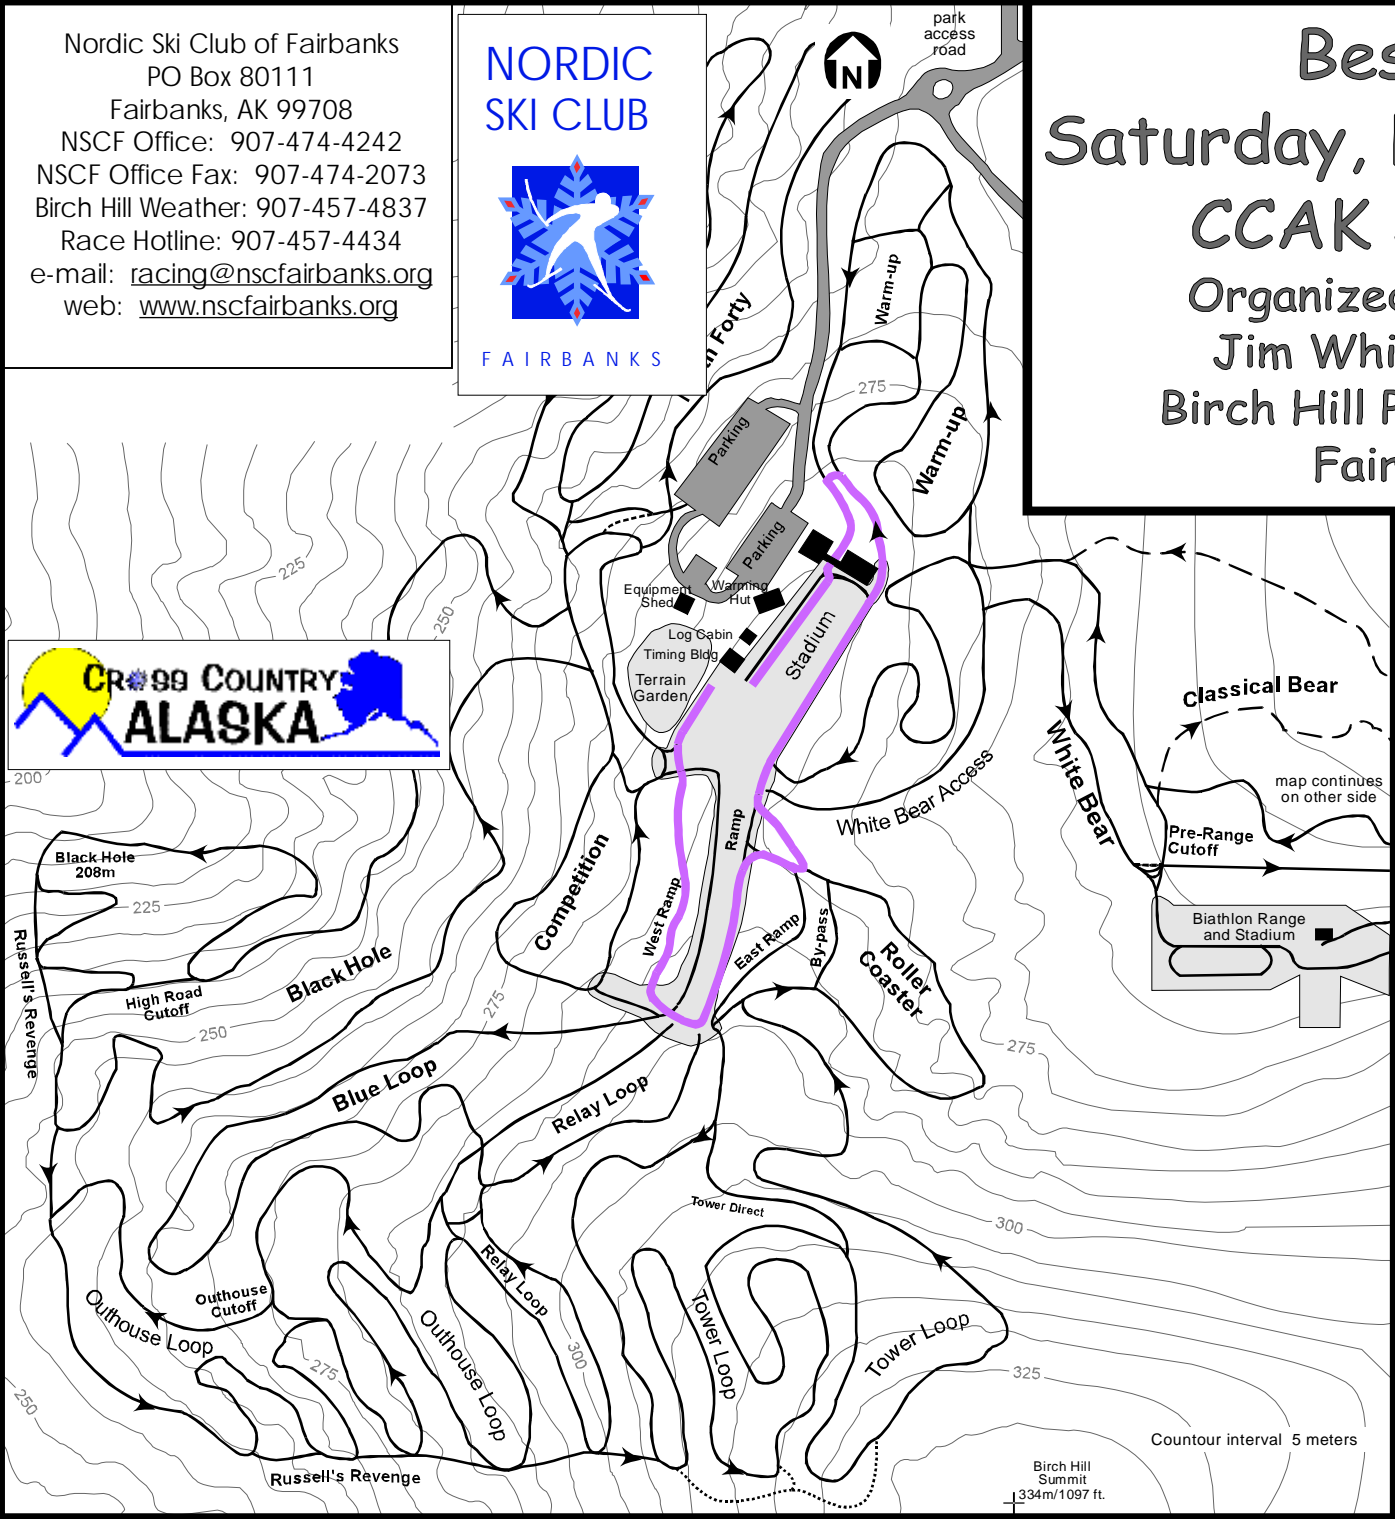 Nordic Ski Club of Fairbanks
PO Box 80111
Fairbanks, AK 99708
NSCF Office: 907-474-4242
NSCF Office Fax: 907-474-2073
Birch Hill Weather: 907-457-4837
Race Hotline: 907-457-4434
e-mail: racing@nscfairbanks.org
web: www.nscfairbanks.org
NORDIC
SKI CLUB
FAIRBANKS
N
park
access
road
Saturday,
CCAK
Jim
Birch Hill
Forty
Warm-up
275
Warm-up
Parking
Parking
225
250
Equipment
Shed
Warming
Hut
Log Cabin
Timing Bldg
Terrain
Garden
Stadium
CROSS COUNTRY
ALASKA
Classical Bear
White Bear
White Bear Access
map continues
on other side
200
Pre-Range
Cutoff
Black Hole
208m
225
Competition
West Ramp
Ramp
East Ramp
By-pass
Roller
Coaster
Biathlon Range
and Stadium
Russell's Revenge
High Road
Cutoff
Black Hole
250
275
275
Blue Loop
Relay Loop
Tower Direct
300
Relay Loop
Outhouse
Cutoff
Outhouse Loop
Outhouse Loop
275
300
Tower Loop
Tower Loop
325
250
Russell's Revenge
Countour interval 5 meters
Birch Hill
Summit
334m/1097 ft.